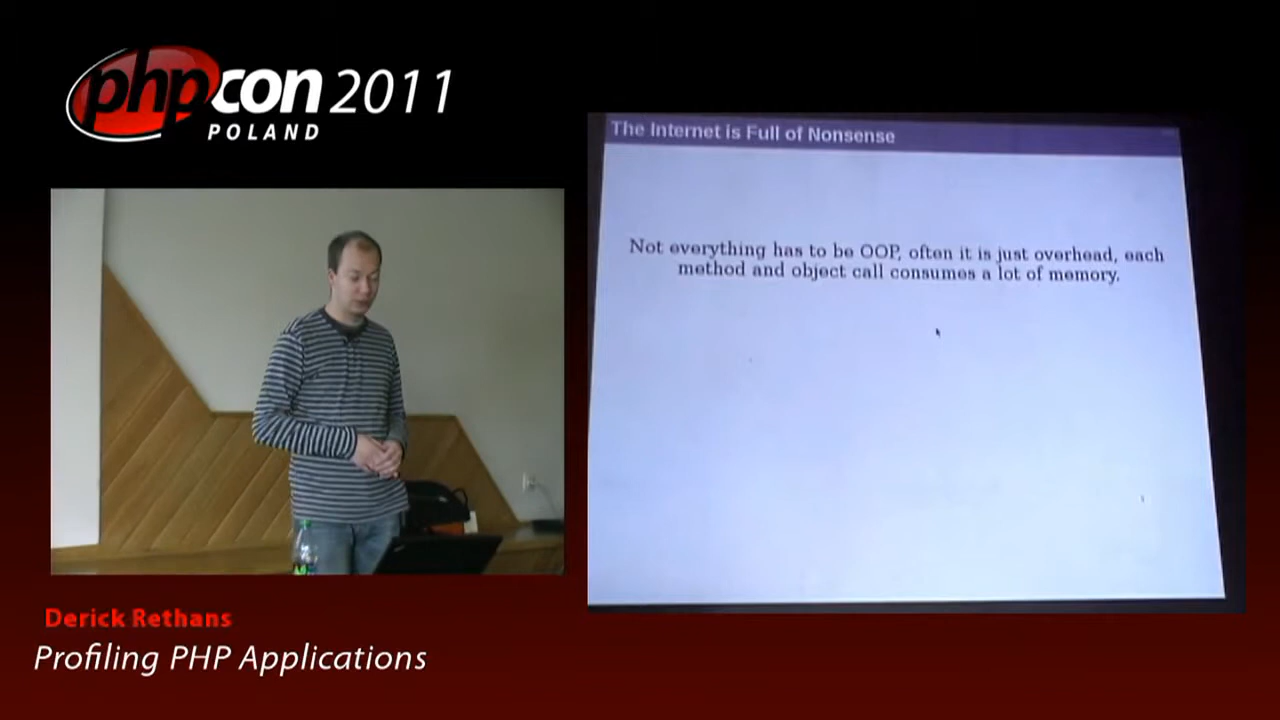 phpcon 2011
POLAND
The Internet is Full of Nonsense
Not everything has to be OOP, often it is just overhead, each
method and object call consumes a lot of memory.
Derick Rethans
Profiling PHP Applications